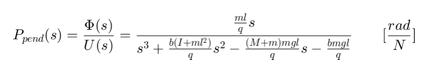 P_{pend}(s) = \frac{\Phi(s)}{U(s)} = \frac{\frac{ml}{q}s}{s^3 + \frac{b(I+ml^2)}{q}s^2 - \frac{(M+m)mgl}{q}s - \frac{bmgl}{q}} \quad [\frac{rad}{N}]